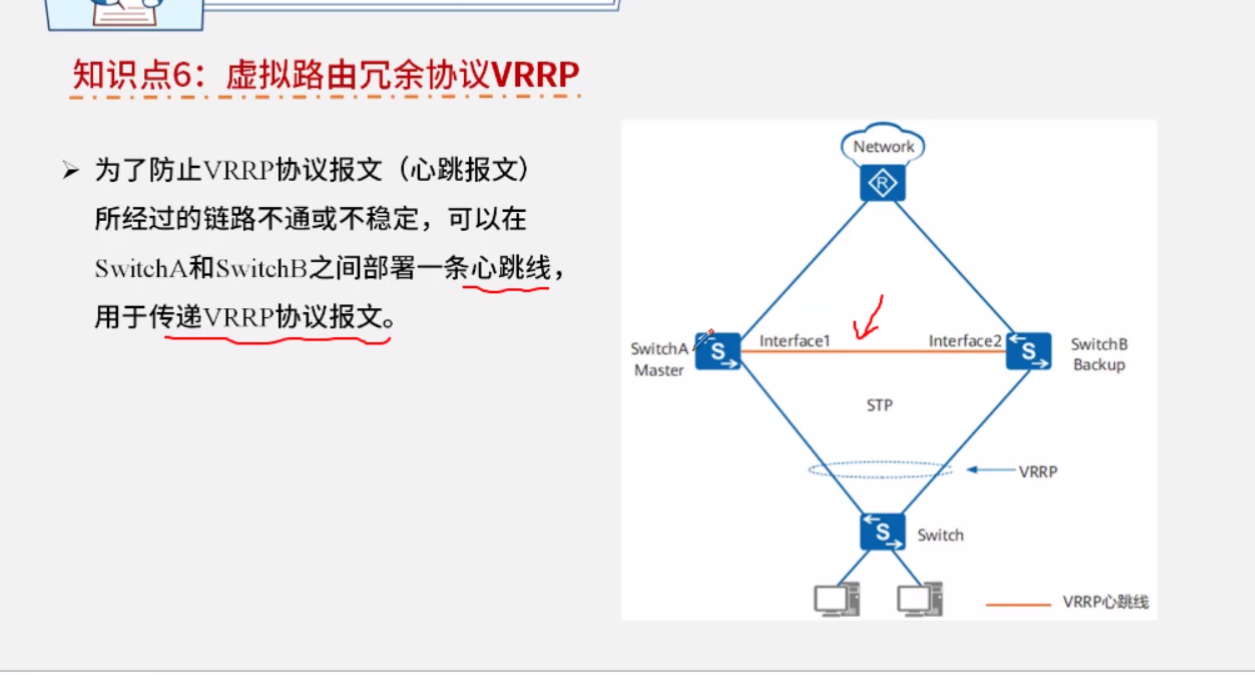 知识点6：虚拟路由冗余协议VRRP
为了防止VRRP协议报文（心跳报文）
所经过的链路不通或不稳定，可以在
SwitchA和SwitchB之间部署一条心跳线，
用于传递VRRP协议报文。
Network
R
SwitchA
Master
S
Interface1
Interface2
S
SwitchB
Backup
STP
VRRP
S
Switch
VRRP心跳线